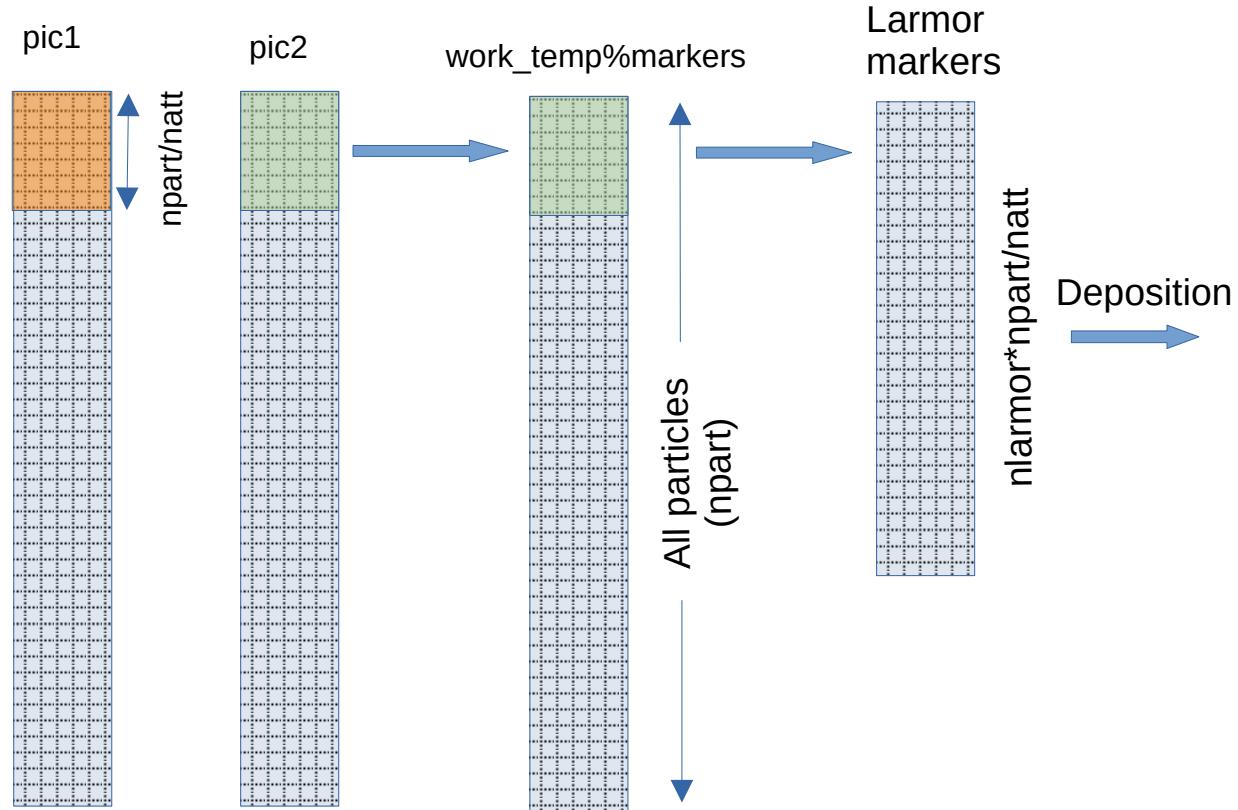 pic1
pic2
work_temp%markers
Larmor
markers
npart/natt
All particles
(npart)
nlarmor*npart/natt
Deposition